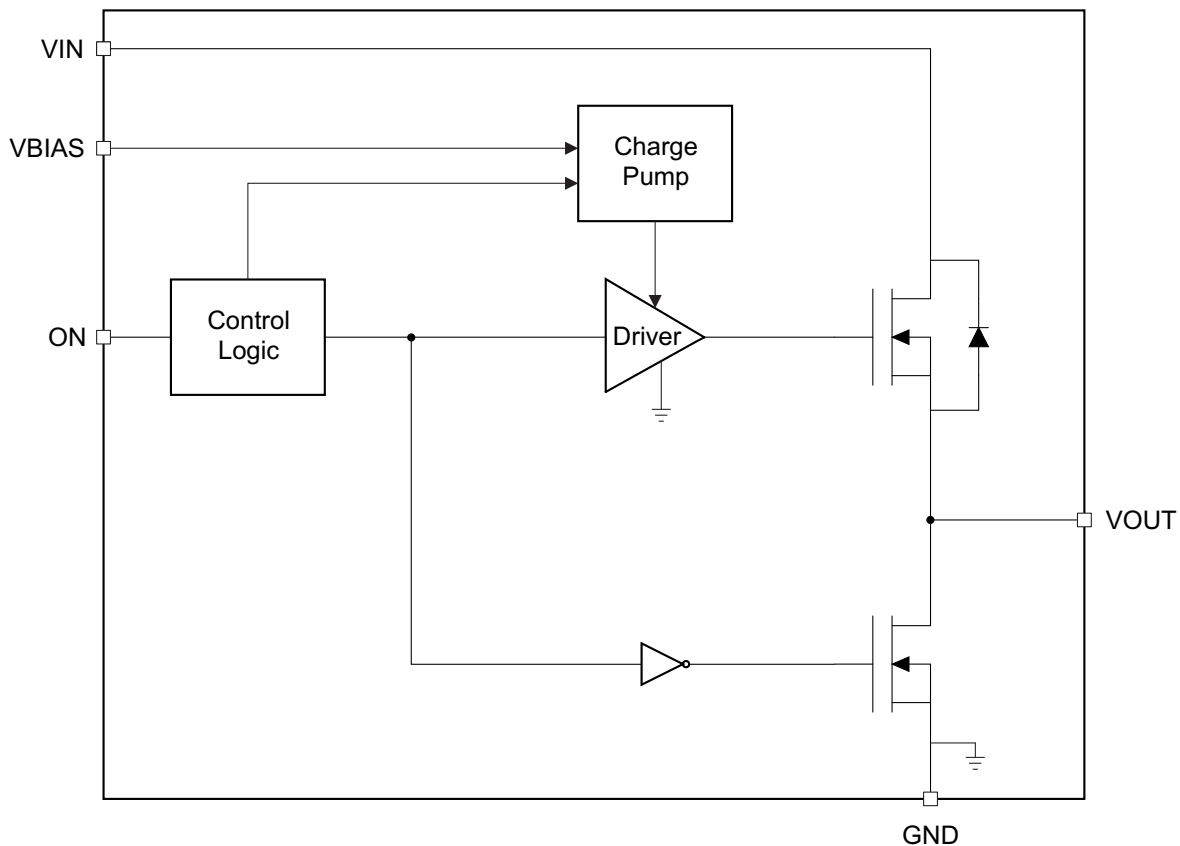 VIN
VBIAS
Charge
Pump
ON
Control
Logic
Driver
VOUT
GND